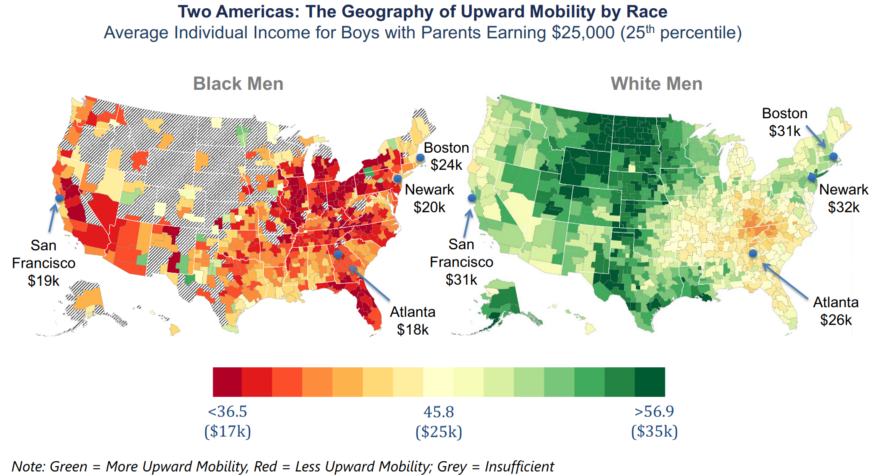 Two Americas: The Geography of Upward Mobility by Race
Average Individual Income for Boys with Parents Earning $25,000 (25th percentile)
Black Men
Boston
$24k
Newark
$20k
San
Francisco
$19k
Atlanta
$18k
White Men
Boston
$31k
Newark
$32k
San
Francisco
$31k
Atlanta
$26k
<36.5
($17k)
45.8
($25k)
>56.9
($35k)
Note: Green = More Upward Mobility, Red = Less Upward Mobility; Grey = Insufficient